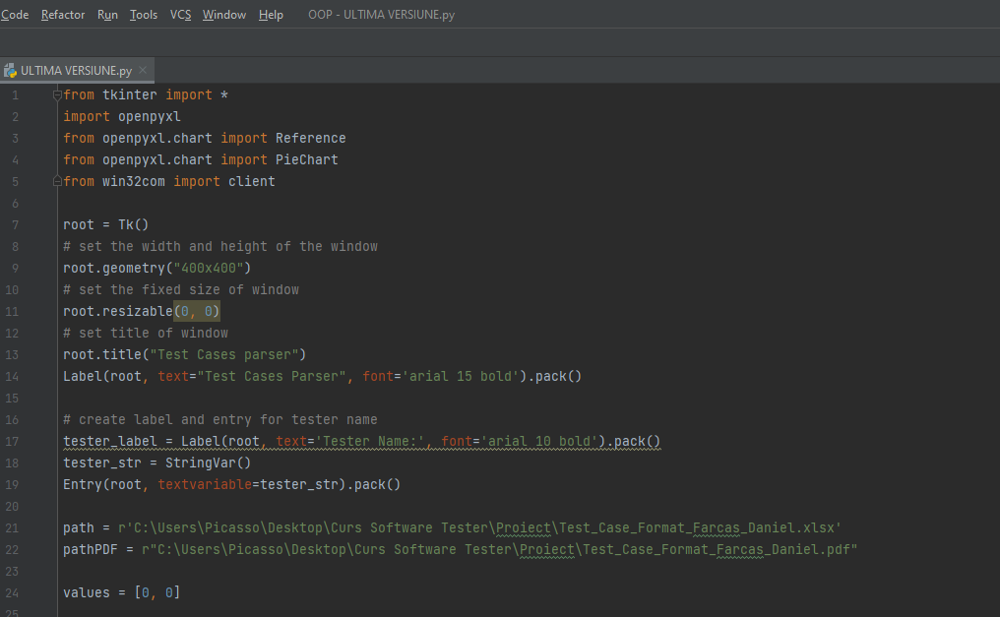 Code Refactor Run Tools VCS Window Help OOP - ULTIMA VERSIUNE.py
ULTIMA VERSIUNE.py
1 from tkinter import *
2 import openpyxl
3 from openpyxl.chart import Reference
4 from openpyxl.chart import PieChart
5 from win32com import client
6
7 root = Tk()
8 # set the width and height of the window
9 root.geometry("400x400")
10 # set the fixed size of window
11 root.resizable(0, 0)
12 # set title of window
13 root.title("Test Cases parser")
14 Label(root, text="Test Cases Parser", font='arial 15 bold').pack()
15
16 # create label and entry for tester name
17 tester_label = Label(root, text='Tester Name:', font='arial 10 bold').pack()
18 tester_str = StringVar()
19 Entry(root, textvariable=tester_str).pack()
20
21 path = r'C:\Users\Picasso\Desktop\Curs Software Tester\Proiect\Test_Case_Format_Farcas_Daniel.xlsx'
22 pathPDF = r"C:\Users\Picasso\Desktop\Curs Software Tester\Proiect\Test_Case_Format_Farcas_Daniel.pdf"
23
24 values = [0, 0]
25